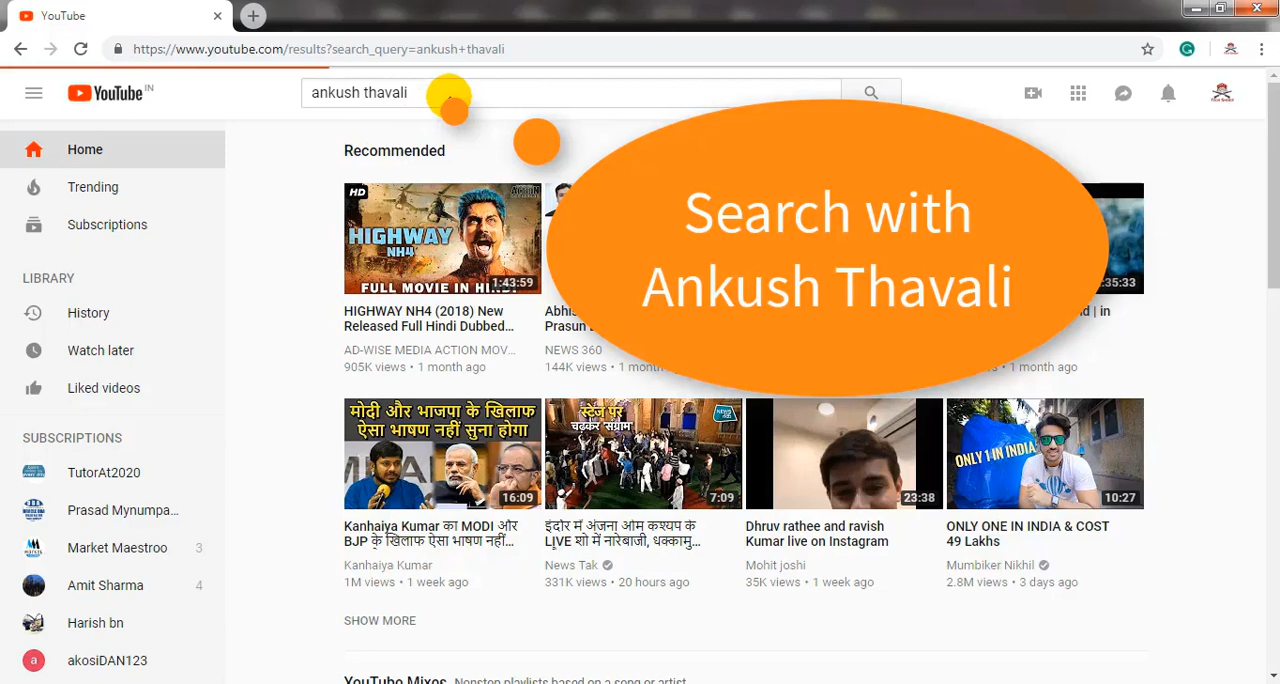 YouTube
https://www.youtube.com/results?search_query=ankush+thavali
YouTube IN
ankush thavali
Home
Trending
Subscriptions
LIBRARY
History
Watch later
Liked videos
SUBSCRIPTIONS
TutorAt2020
Prasad Mynumpa...
Market Maestroo 3
Amit Sharma 4
Harish bn
a akosiDAN123
Recommended
Search with
Ankush Thavali
HD
ACTION
HIGHWAY
NH4
FULL MOVIE IN HINDI
1:43:59
:35:33
HIGHWAY NH4 (2018) New
Released Full Hindi Dubbed...
AD-WISE MEDIA ACTION MOV...
905K views • 1 month ago
Abhis
Prasun
NEWS 360
144K views • 1 month
d | in
1 month ago
मोदी और भाजपा के खिलाफ
ऐसा भाषण नहीं सुना होगा
16:09
Kanhaiya Kumar का MODI और
BJP के खिलाफ ऐसा भाषण नहीं...
Kanhaiya Kumar
1M views • 1 week ago
स्टेज पर
चढ़कर संग्राम
7:09
इंदौर में अंजना ओम कश्यप के
LIVE शो में नारेबाजी, धक्कामु...
News Tak
331K views • 20 hours ago
23:38
Dhruv rathee and ravish
Kumar live on Instagram
Mohit joshi
35K views • 1 week ago
ONLY 1 IN INDIA
10:27
ONLY ONE IN INDIA & COST
49 Lakhs
Mumbiker Nikhil
2.8M views • 3 days ago
SHOW MORE
YouTube Mixes Nonstop playlists based on a song or artist